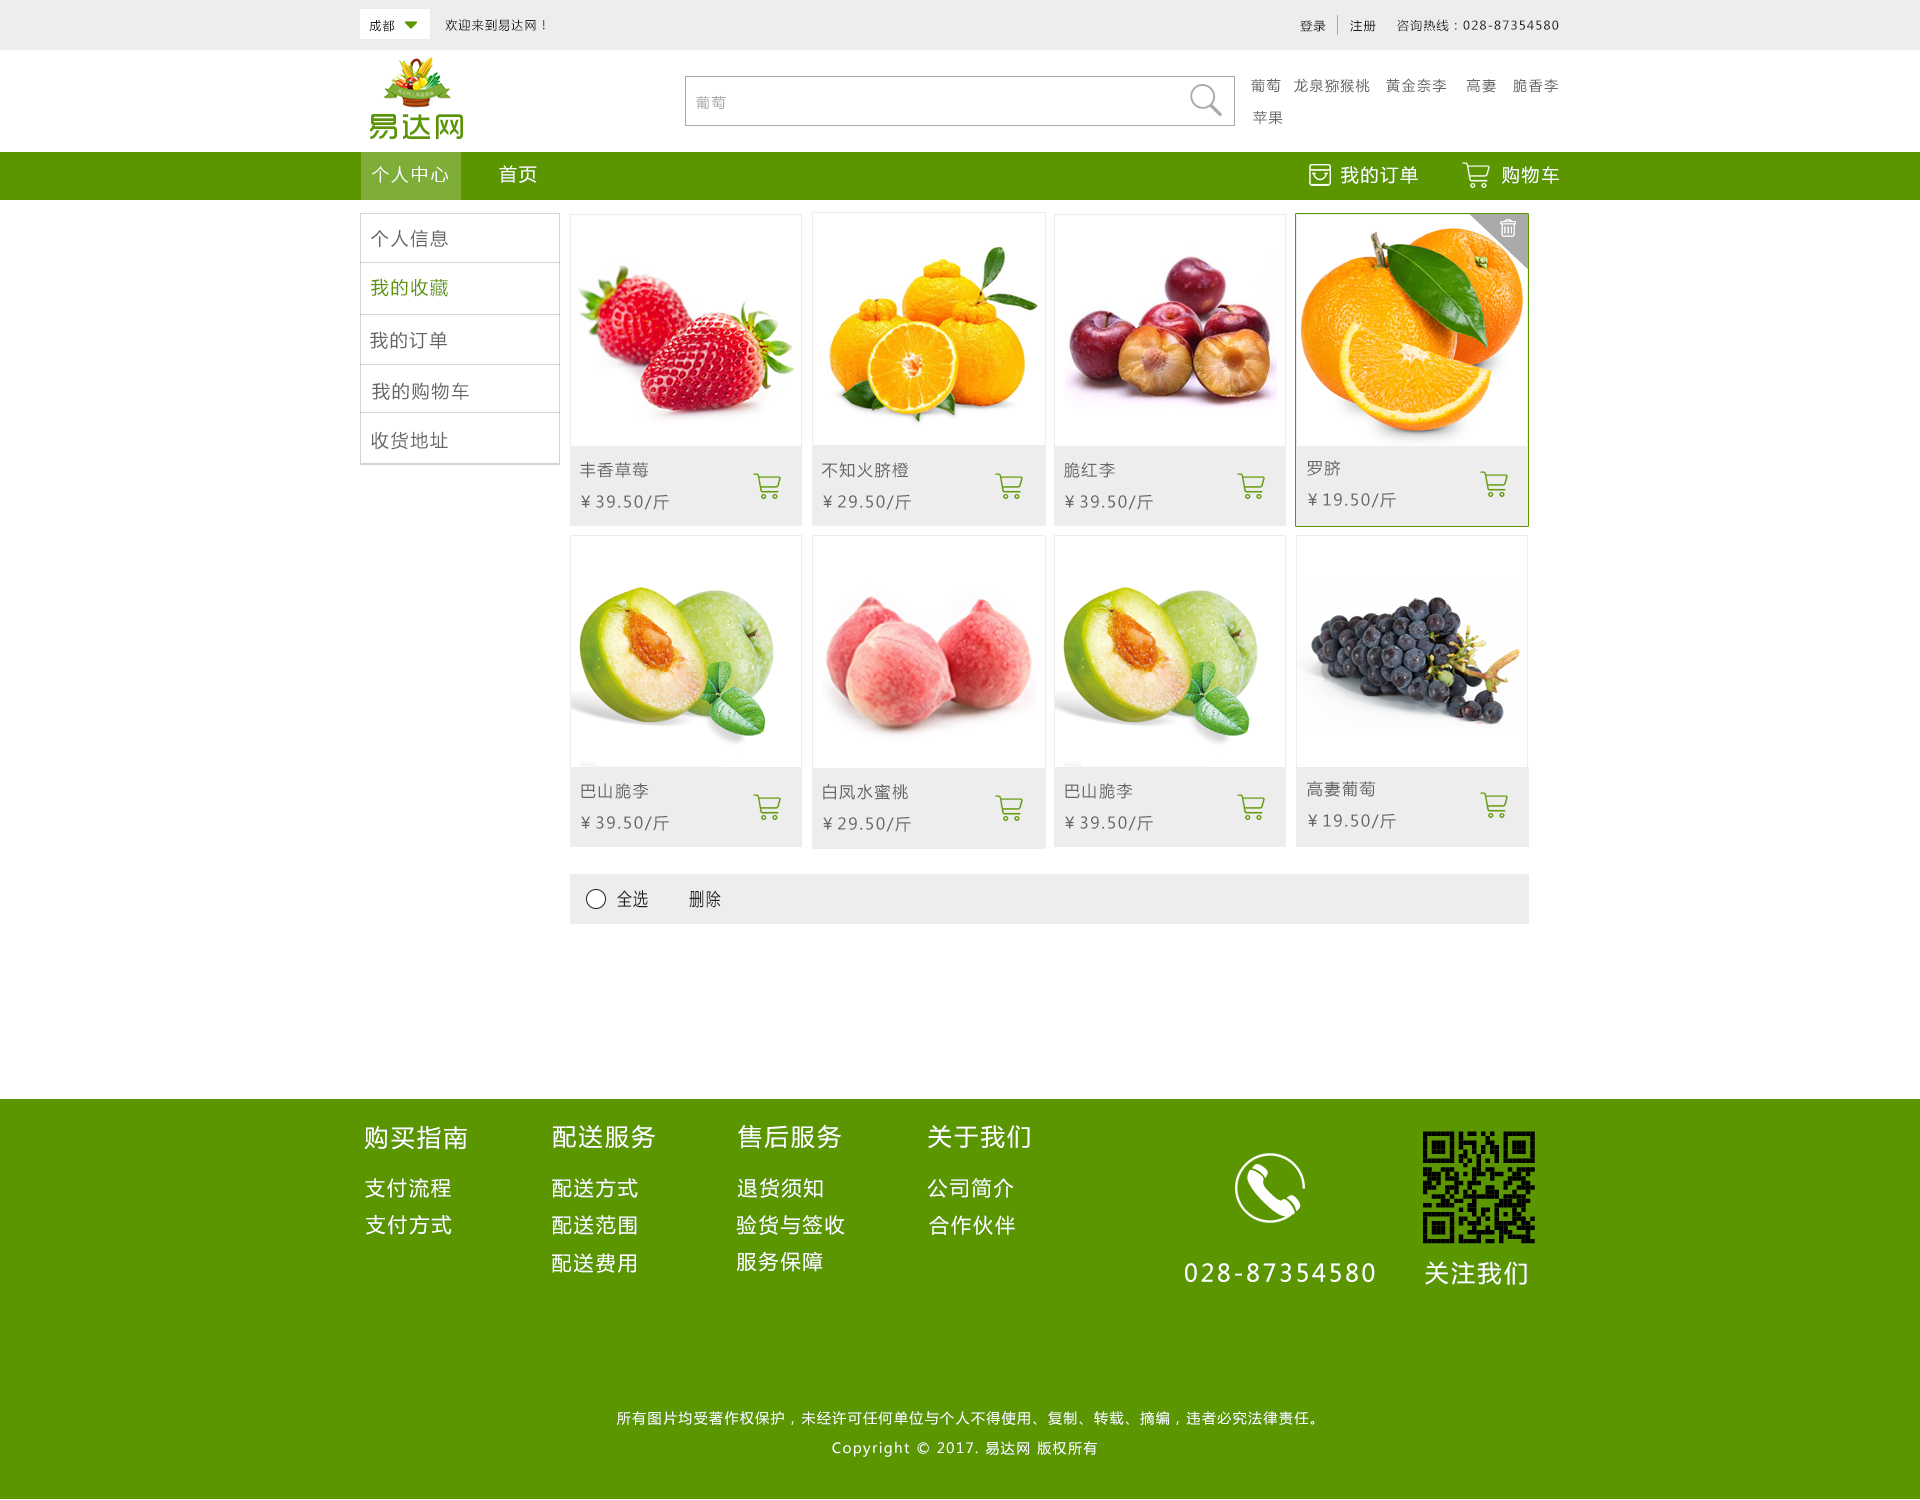 成都 欢迎来到易达网！ 登录 注册 咨询热线：028-87354580
易达网
葡萄
葡萄 龙泉猕猴桃 黄金奈李 高妻 脆香李
苹果
个人中心 首页 我的订单 购物车
个人信息
我的收藏
我的订单
我的购物车
收货地址
丰香草莓
￥39.50/斤
不知火脐橙
￥29.50/斤
脆红李
￥39.50/斤
罗脐
￥19.50/斤
巴山脆李
￥39.50/斤
白凤水蜜桃
￥29.50/斤
巴山脆李
￥39.50/斤
高妻葡萄
￥19.50/斤
全选 删除
购买指南
支付流程
支付方式
配送服务
配送方式
配送范围
配送费用
售后服务
退货须知
验货与签收
服务保障
关于我们
公司简介
合作伙伴
028-87354580
关注我们
所有图片均受著作权保护，未经许可任何单位与个人不得使用、复制、转载、摘编，违者必究法律责任。
Copyright © 2017. 易达网 版权所有